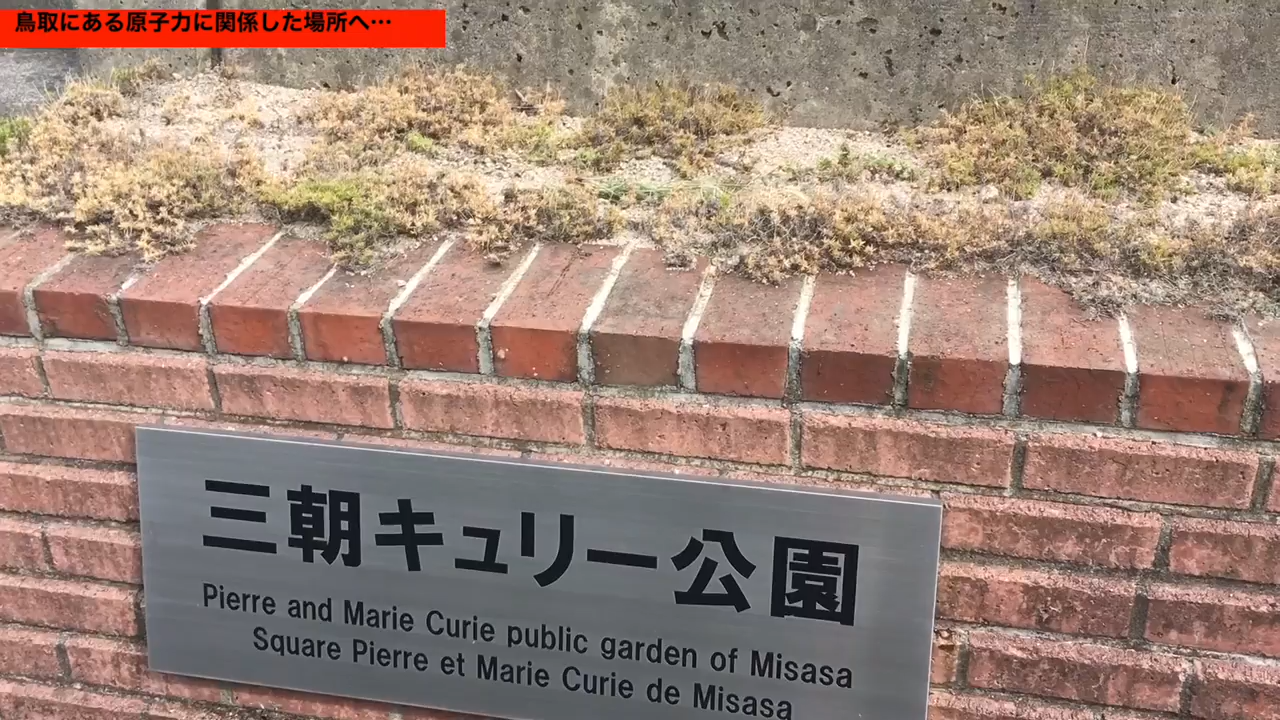 鳥取にある原子力に関係した場所へ…
三朝キュリー公園
Pierre and Marie Curie public garden of Misasa
Square Pierre et Marie Curie de Misasa